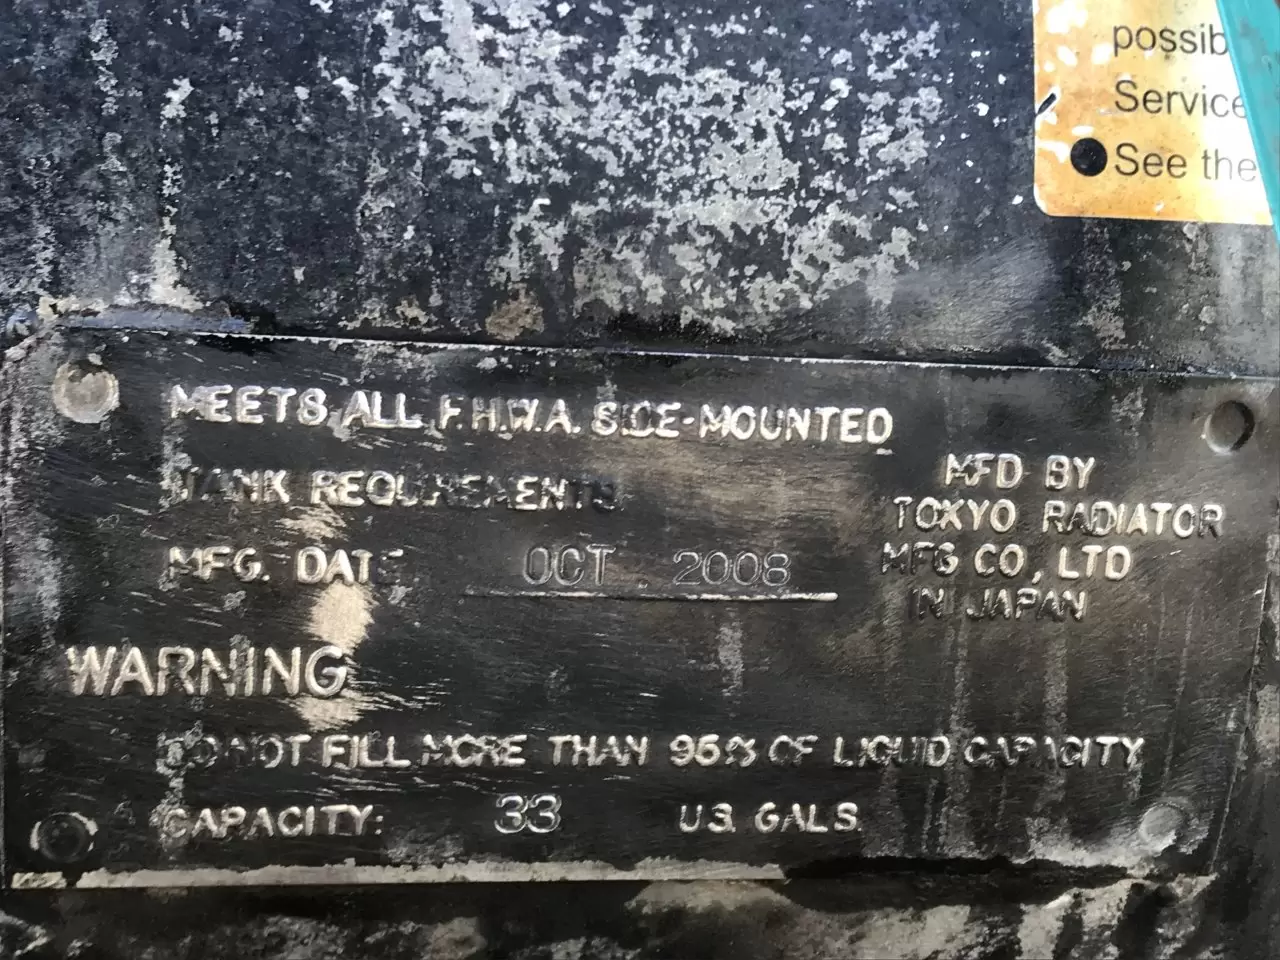 possib
Service
● See the
MEETS ALL F.H.W.A. SIDE-MOUNTED
TANK REQUIREMENTS
MFG. DATE OCT . 2008
MFD BY
TOKYO RADIATOR
MFG CO., LTD
IN JAPAN
WARNING
DO NOT FILL MORE THAN 95% OF LIQUID CAPACITY
CAPACITY: 33 U.S. GALS.